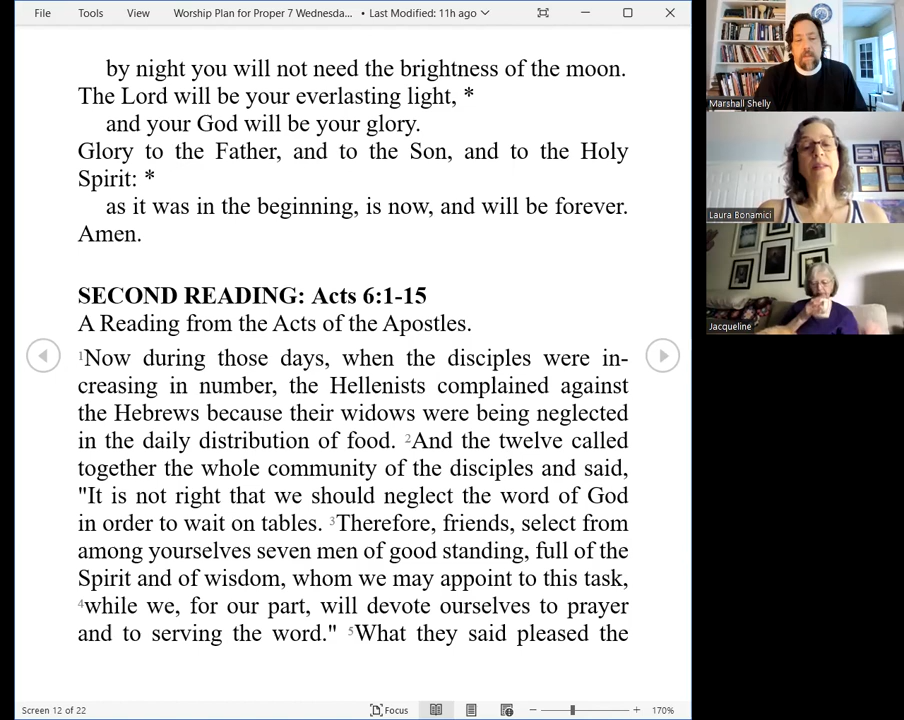 File Tools Worship Plan for Proper 7 Wednesda... • Last Modified: 11h ago
by night you will not need the brightness of the moon.
The Lord will be your everlasting light, *
and your God will be your glory.
Glory to the Father, and to the Son, and to the Holy
Spirit: *
as it was in the beginning, is now, and will be forever.
Amen.
SECOND READING: Acts 6:1-15
A Reading from the Acts of the Apostles.
1Now during those days, when the disciples were in-
creasing in number, the Hellenists complained against
the Hebrews because their widows were being neglected
in the daily distribution of food. 2And the twelve called
together the whole community of the disciples and said,
"It is not right that we should neglect the word of God
in order to wait on tables. 3Therefore, friends, select from
among yourselves seven men of good standing, full of the
Spirit and of wisdom, whom we may appoint to this task,
4while we, for our part, will devote ourselves to prayer
and to serving the word." 5What they said pleased the
Screen 12 of 22 Focus 170%
Marshall Shelly
Laura Bonamici
Jacqueline